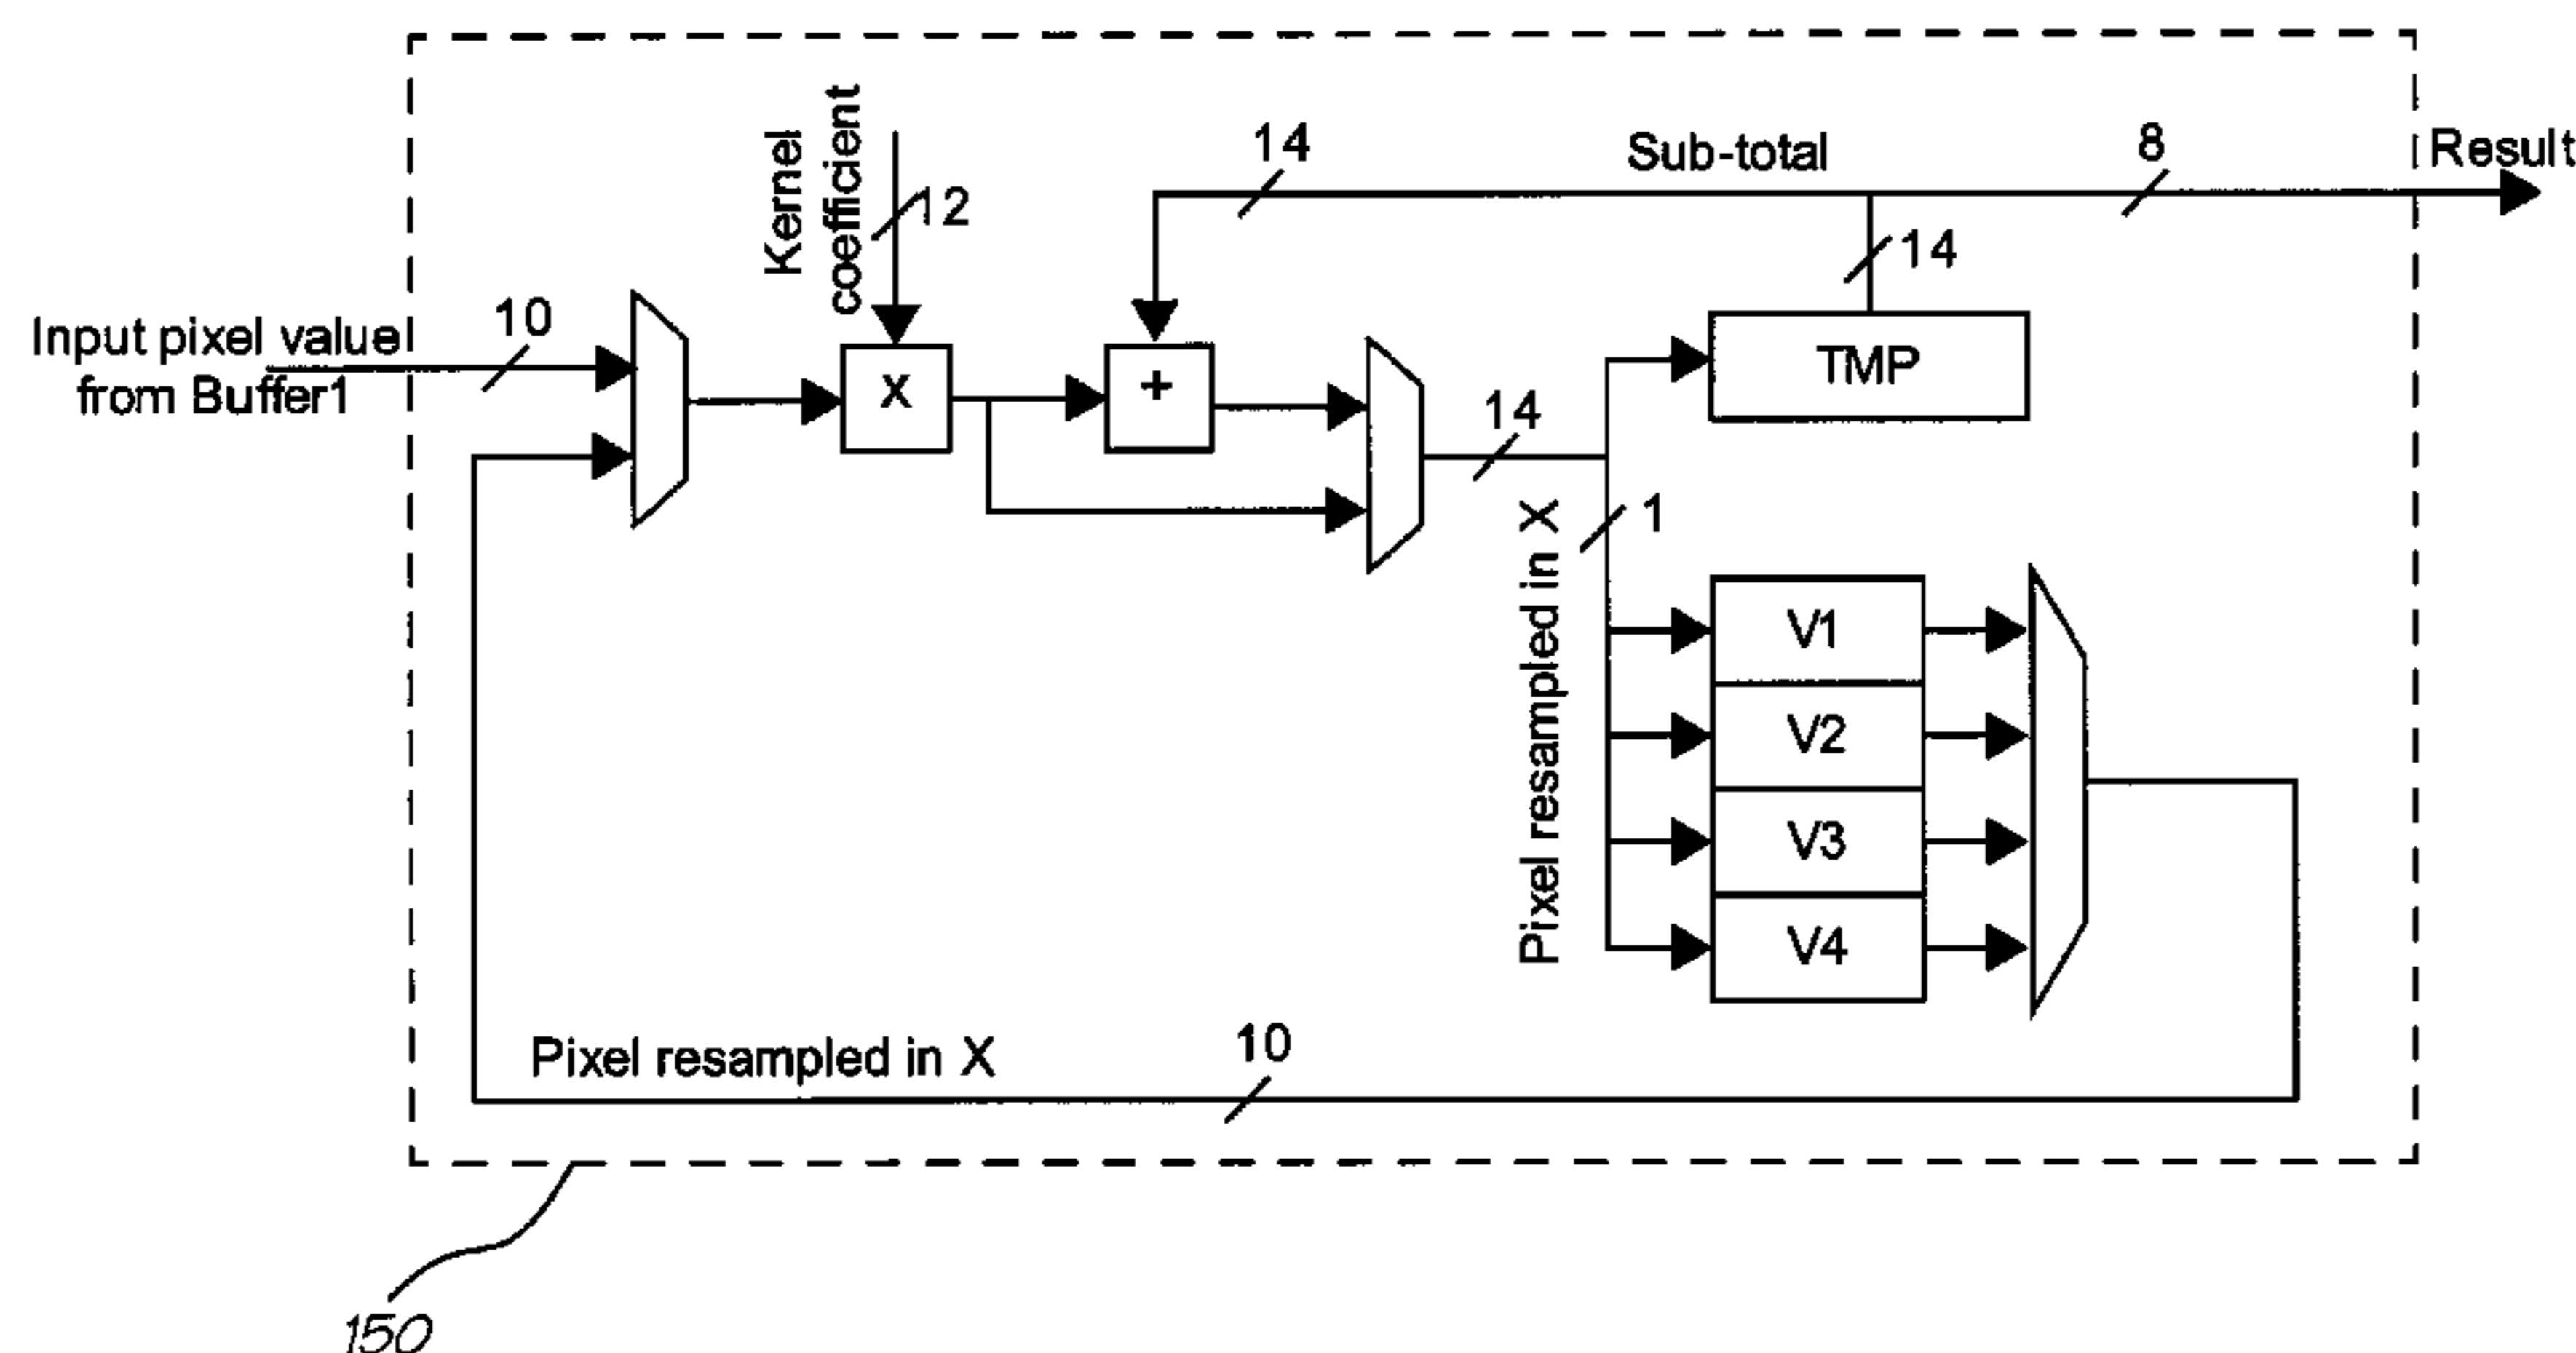 Kernel
coefficient
12
14
Sub-total
8
Result
14
Input pixel value
from Buffer1
10
X
+
TMP
14
Pixel resampled in X
1
V1
V2
V3
V4
Pixel resampled in X
10
150